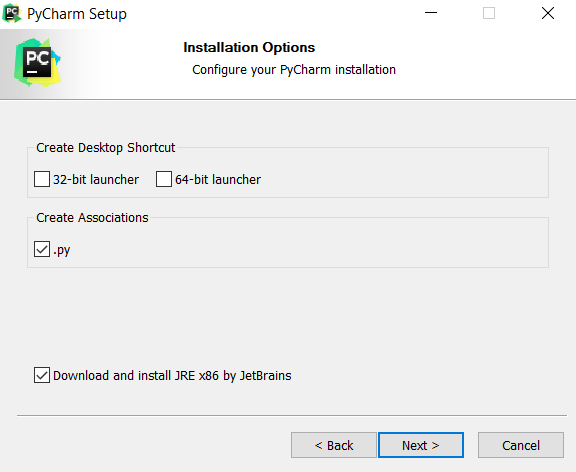 PyCharm Setup
PC
Installation Options
Configure your PyCharm installation
Create Desktop Shortcut
32-bit launcher 64-bit launcher
Create Associations
.py
Download and install JRE x86 by JetBrains
< Back Next > Cancel